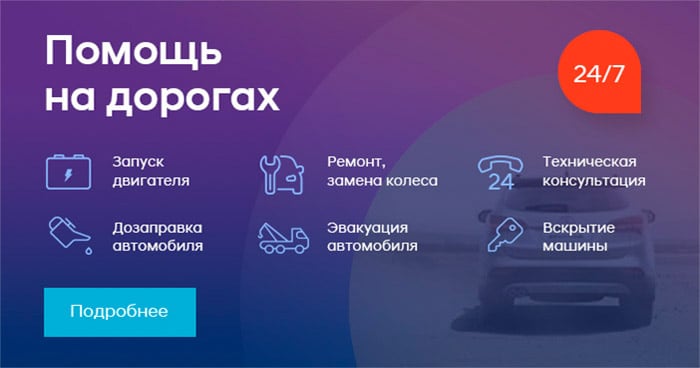 Помощь
на дорогах
24/7
Запуск
двигателя
Ремонт,
замена колеса
24
Техническая
консультация
Дозаправка
автомобиля
Эвакуация
автомобиля
Вскрытие
машины
Подробнее